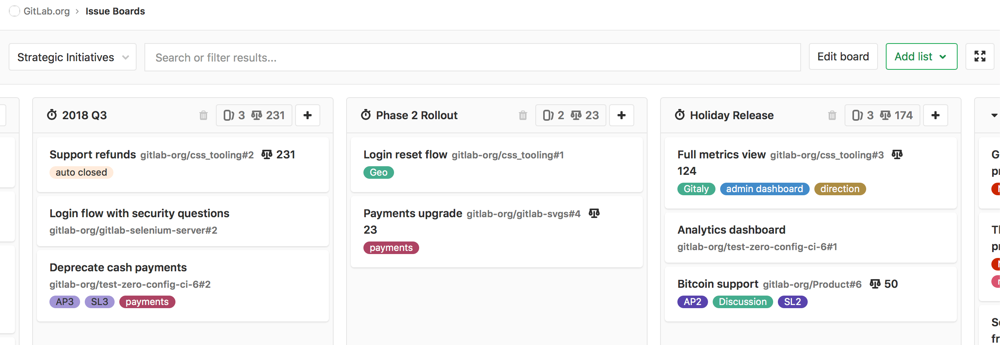 GitLab.org › Issue Boards
Strategic Initiatives
Search or filter results...
Edit board
Add list
2018 Q3
3 231
Support refunds gitlab-org/css_tooling#2 231
auto closed
Login flow with security questions
gitlab-org/gitlab-selenium-server#2
Deprecate cash payments
gitlab-org/test-zero-config-ci-6#2
AP3 SL3 payments
Phase 2 Rollout
2 23
Login reset flow gitlab-org/css_tooling#1
Geo
Payments upgrade gitlab-org/gitlab-svgs#4
23
payments
Holiday Release
3 174
Full metrics view gitlab-org/css_tooling#3
124
Gitaly admin dashboard direction
Analytics dashboard
gitlab-org/test-zero-config-ci-6#1
Bitcoin support gitlab-org/Product#6 50
AP2 Discussion SL2